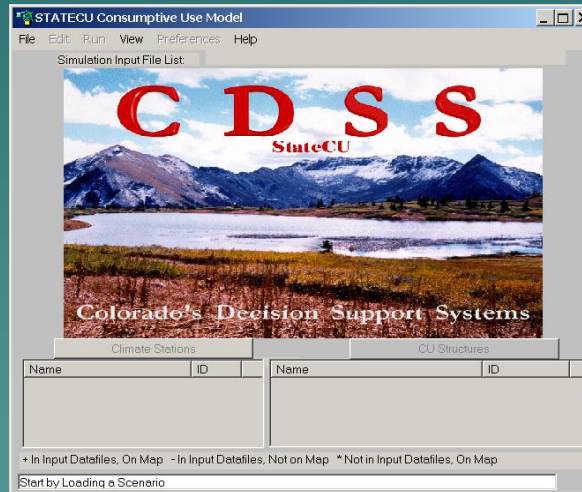 STATECU Consumptive Use Model
File Edit Run View Preferences Help
Simulation Input File List:
C D S S
StateCU
Colorado's Decision Support Systems
Climate Stations
CU Structures
Name ID
Name ID
+ In Input Datafiles, On Map - In Input Datafiles, Not on Map * Not in Input Datafiles, On Map
Start by Loading a Scenario